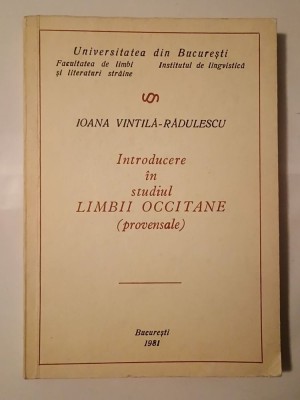 Universitatea din București
Facultatea de limbi Institutul de lingvistică
și literaturi străine
IOANA VINTILĂ-RĂDULESCU
Introducere
în
studiul
LIMBII OCCITANE
(provensale)
București
1981